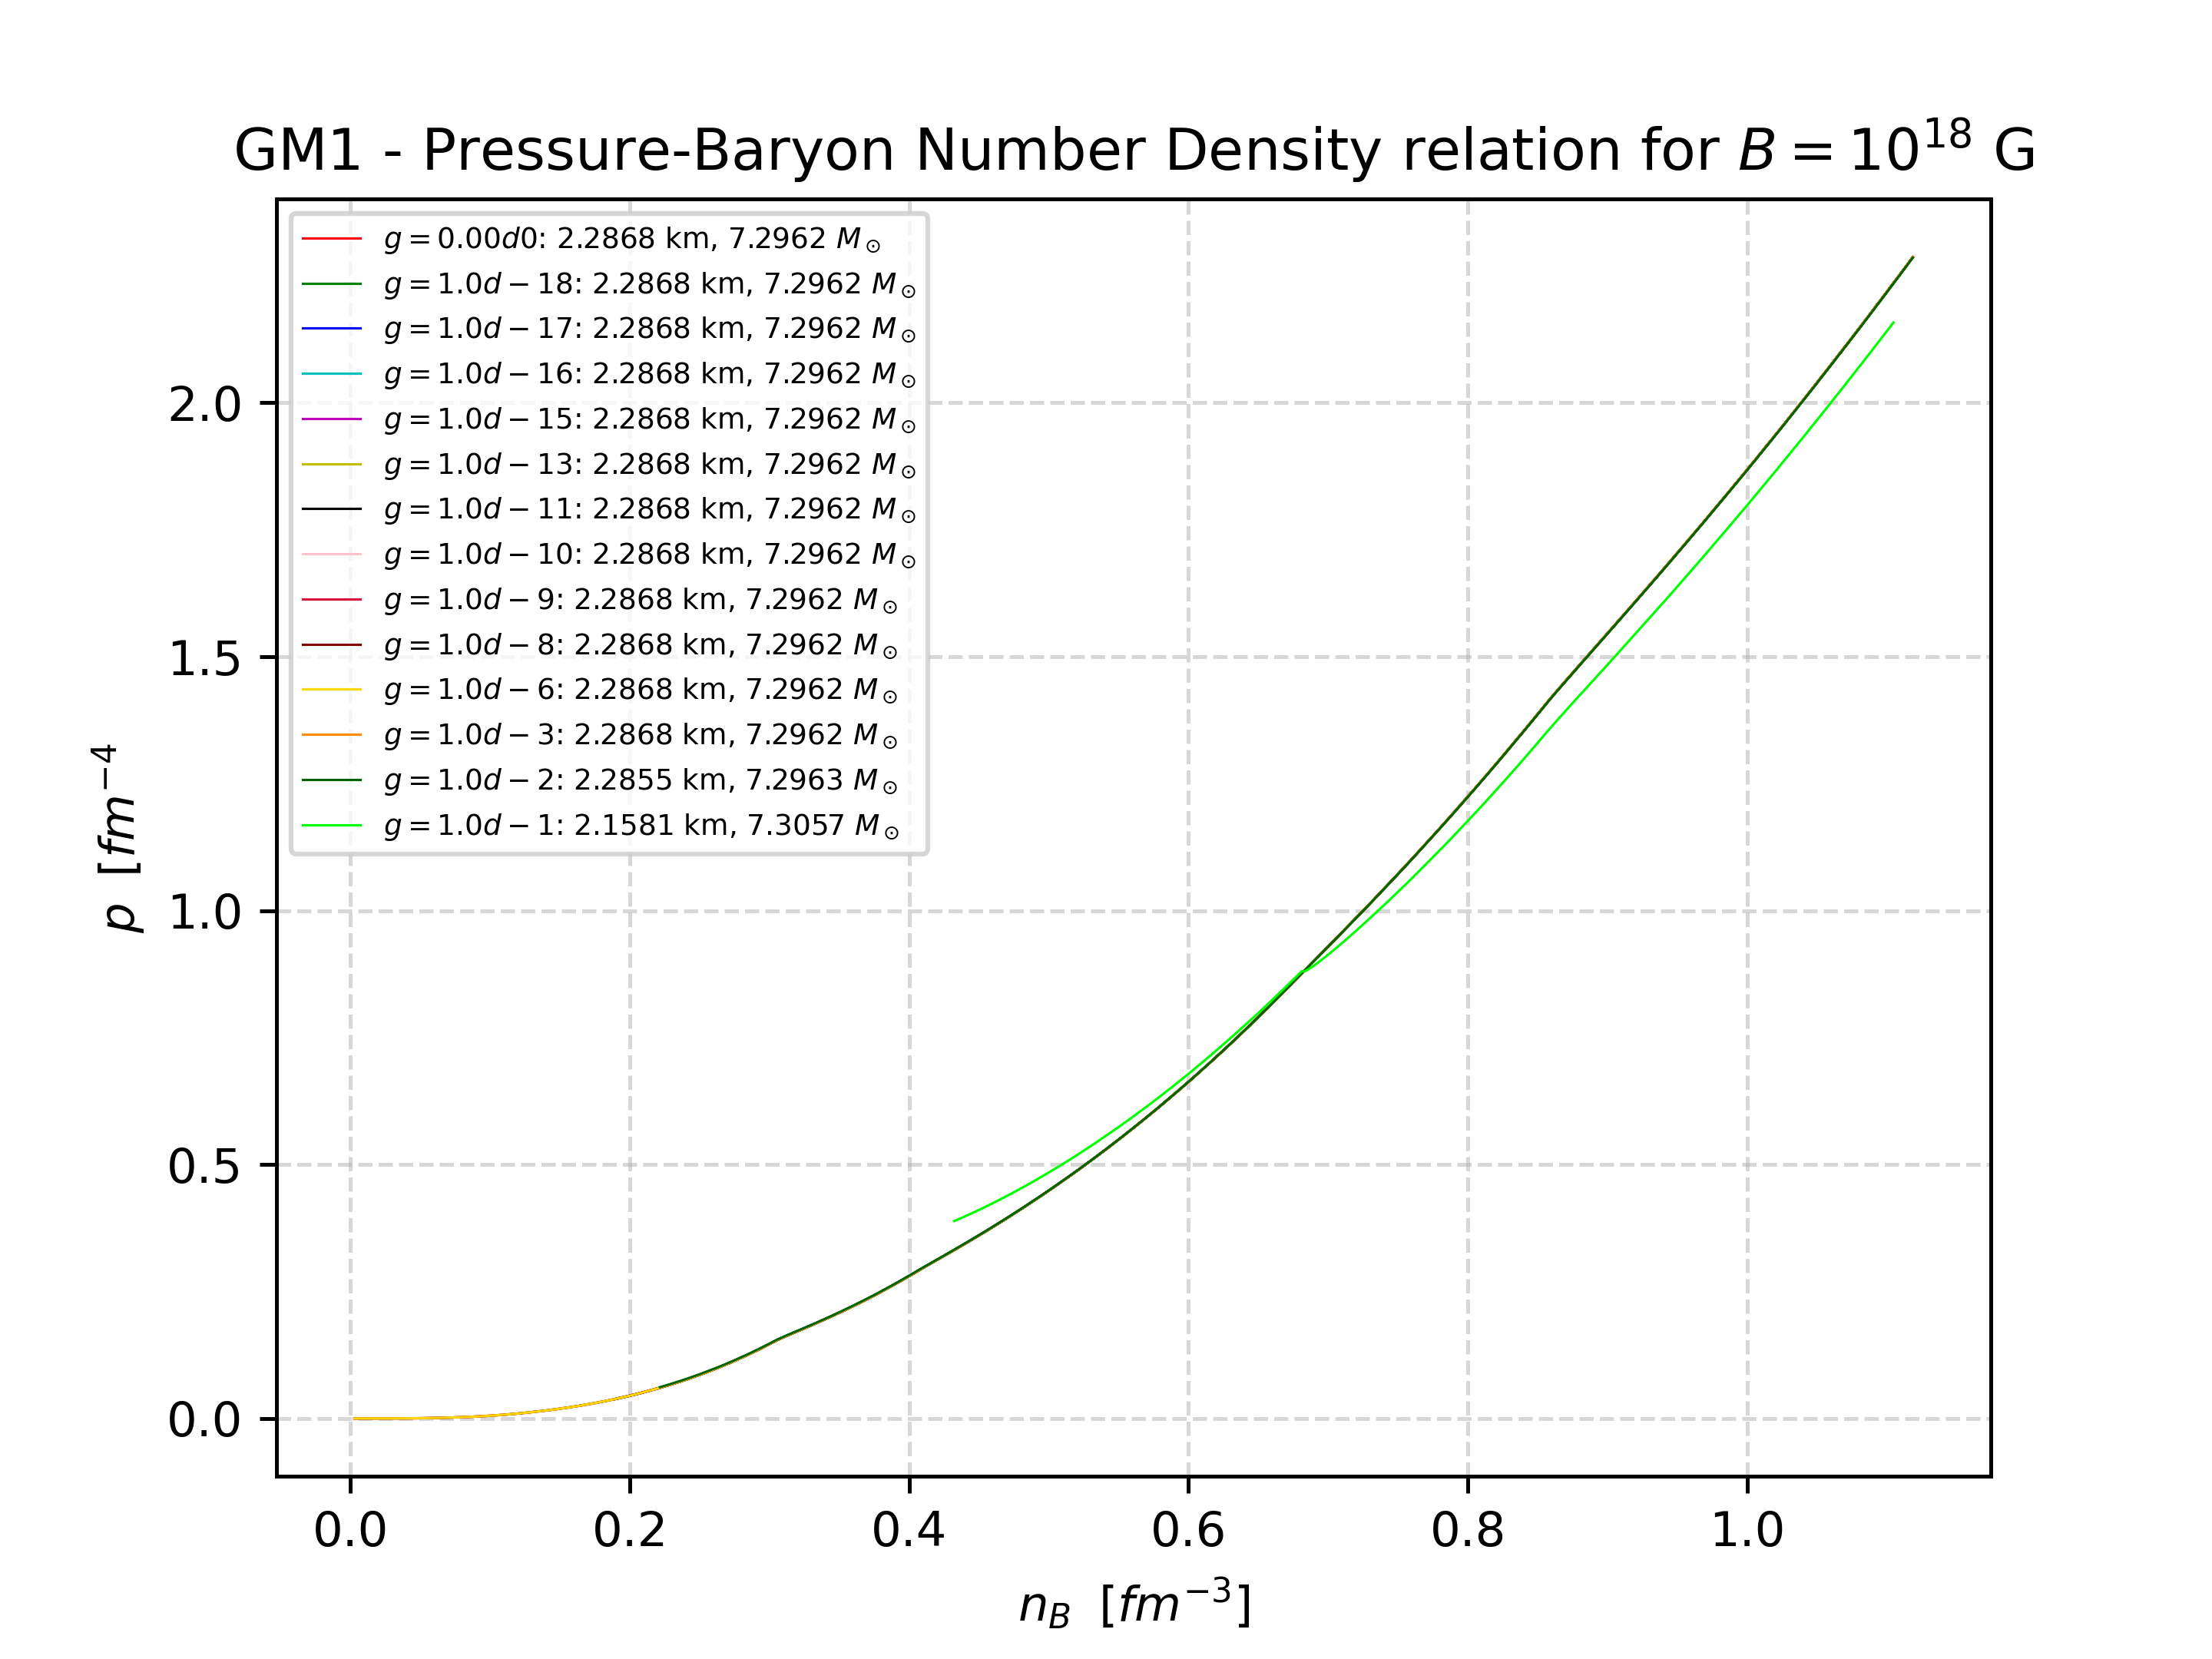 GM1 - Pressure-Baryon Number Density relation for B = 10¹⁸ G
g = 0.00d0: 2.2868 km, 7.2962 M⊙
g = 1.0d − 18: 2.2868 km, 7.2962 M⊙
g = 1.0d − 17: 2.2868 km, 7.2962 M⊙
g = 1.0d − 16: 2.2868 km, 7.2962 M⊙
g = 1.0d − 15: 2.2868 km, 7.2962 M⊙
g = 1.0d − 13: 2.2868 km, 7.2962 M⊙
g = 1.0d − 11: 2.2868 km, 7.2962 M⊙
g = 1.0d − 10: 2.2868 km, 7.2962 M⊙
g = 1.0d − 9: 2.2868 km, 7.2962 M⊙
g = 1.0d − 8: 2.2868 km, 7.2962 M⊙
g = 1.0d − 6: 2.2868 km, 7.2962 M⊙
g = 1.0d − 3: 2.2868 km, 7.2962 M⊙
g = 1.0d − 2: 2.2855 km, 7.2963 M⊙
g = 1.0d − 1: 2.1581 km, 7.3057 M⊙
p [fm⁻⁴]
2.0
1.5
1.0
0.5
0.0
0.0 0.2 0.4 0.6 0.8 1.0
n_B [fm⁻³]